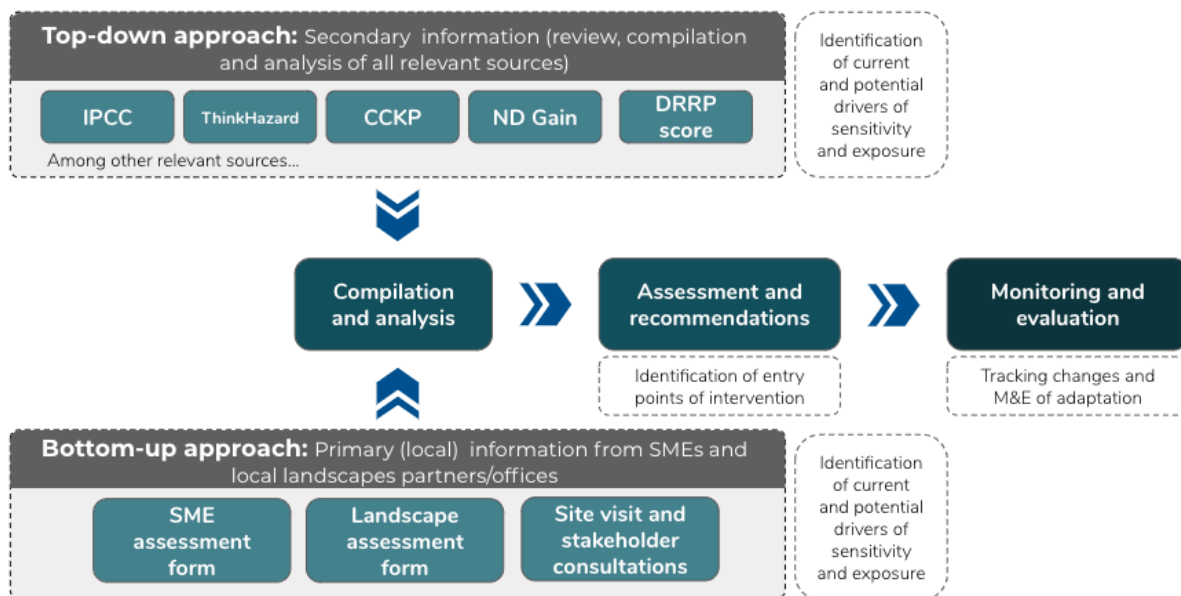 Top-down approach: Secondary information (review, compilation
and analysis of all relevant sources)
IPCC
ThinkHazard
CCKP
ND Gain
DRRP
score
Among other relevant sources...
Identification
of current
and potential
drivers of
sensitivity
and exposure
Compilation
and analysis
Assessment and
recommendations
Monitoring and
evaluation
Identification of entry
points of intervention
Tracking changes and
M&E of adaptation
Bottom-up approach: Primary (local) information from SMEs and
local landscapes partners/offices
SME
assessment
form
Landscape
assessment
form
Site visit and
stakeholder
consultations
Identification
of current
and potential
drivers of
sensitivity
and exposure